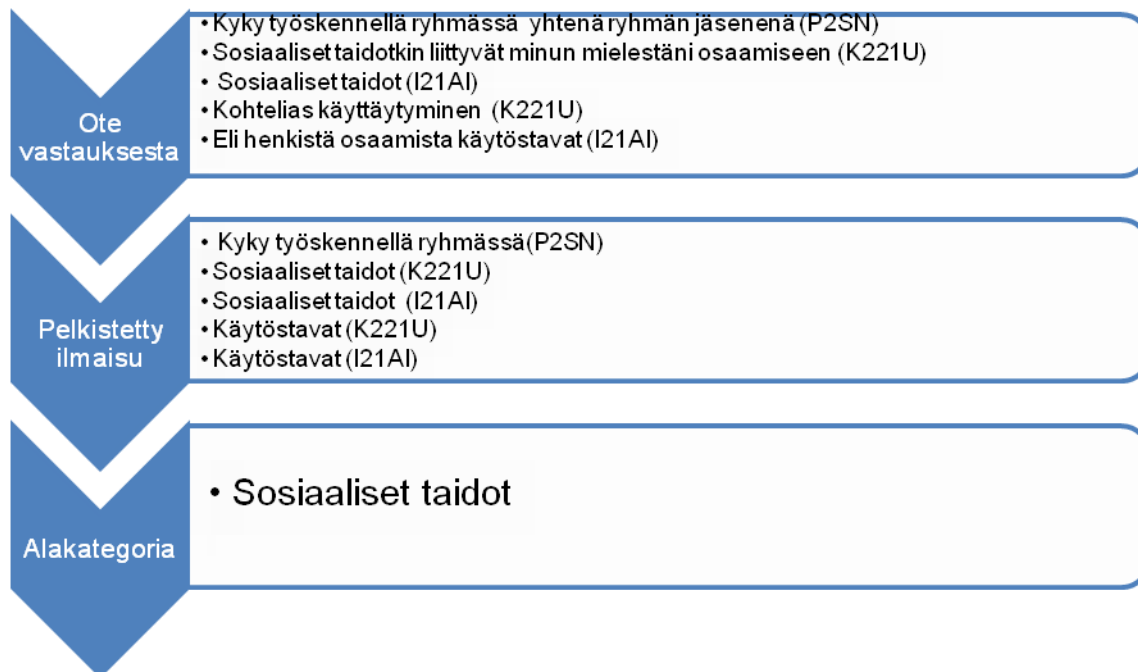 • Kyky työskennellä ryhmässä yhtenä ryhmän jäsenenä (P2SN)
• Sosiaaliset taidotkin liittyvät minun mielestäni osaamiseen (K221U)
• Sosiaaliset taidot (I21AI)
• Kohtelias käyttäytyminen (K221U)
• Eli henkistä osaamista käytöstavat (I21AI)
Ote
vastauksesta
• Kyky työskennellä ryhmässä (P2SN)
• Sosiaaliset taidot (K221U)
• Sosiaaliset taidot (I21AI)
• Käytöstavat (K221U)
• Käytöstavat (I21AI)
Pelkistetty
ilmaisu
• Sosiaaliset taidot
Alakategoria